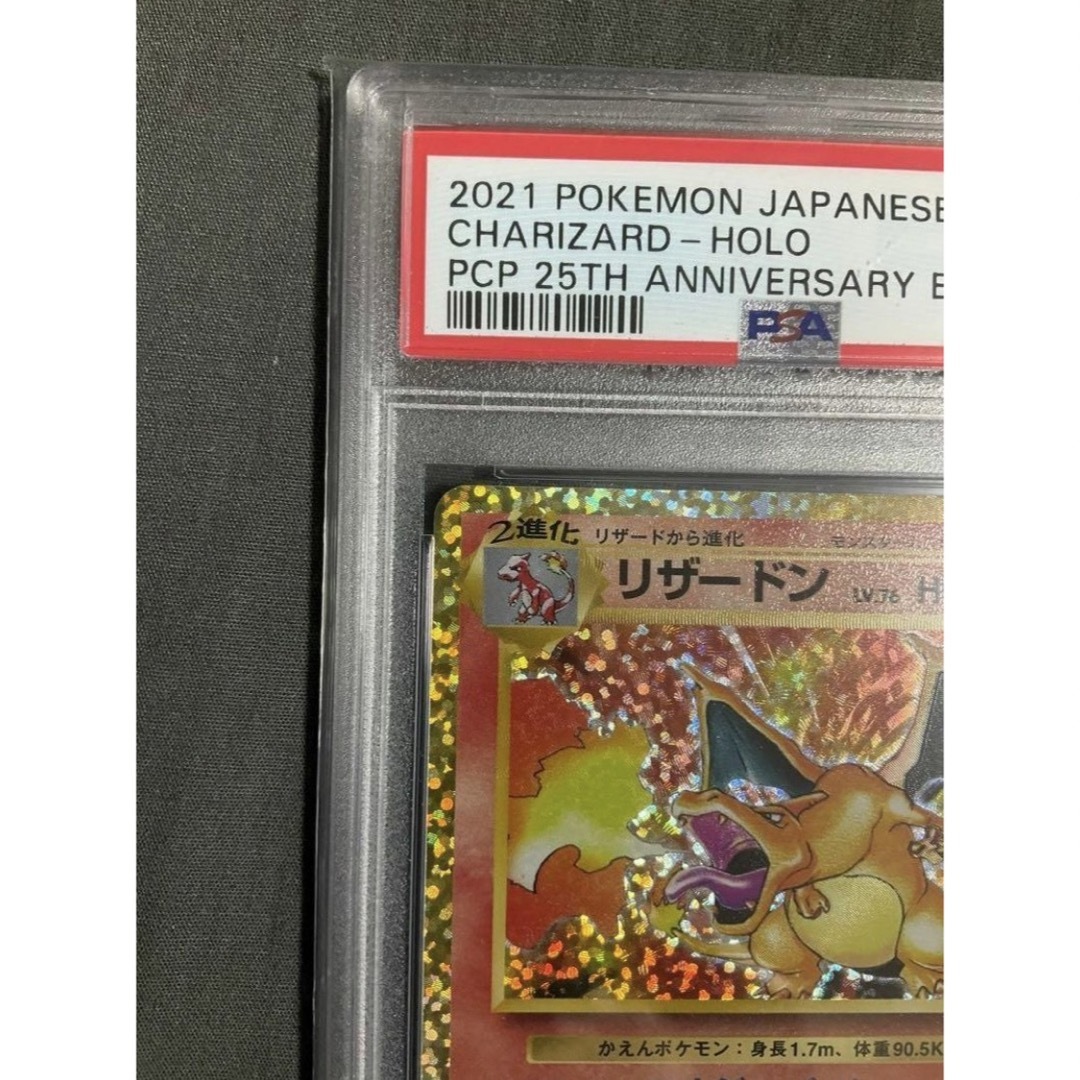 2021 POKEMON JAPANESE
CHARIZARD-HOLO
PCP 25TH ANNIVERSARY E
PSA
2進化 リザードから進化
リザードン LV.76 H
かえんポケモン：身長1.7m、体重90.5K